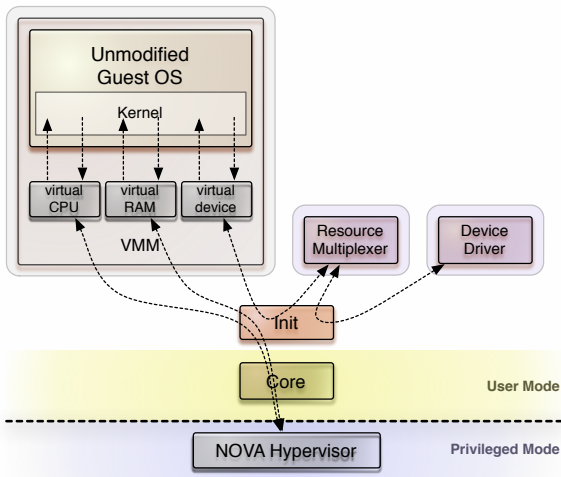 Unmodified
Guest OS
Kernel
virtual
CPU
virtual
RAM
virtual
device
VMM
Resource
Multiplexer
Device
Driver
Init
Core
User Mode
NOVA Hypervisor
Privileged Mode